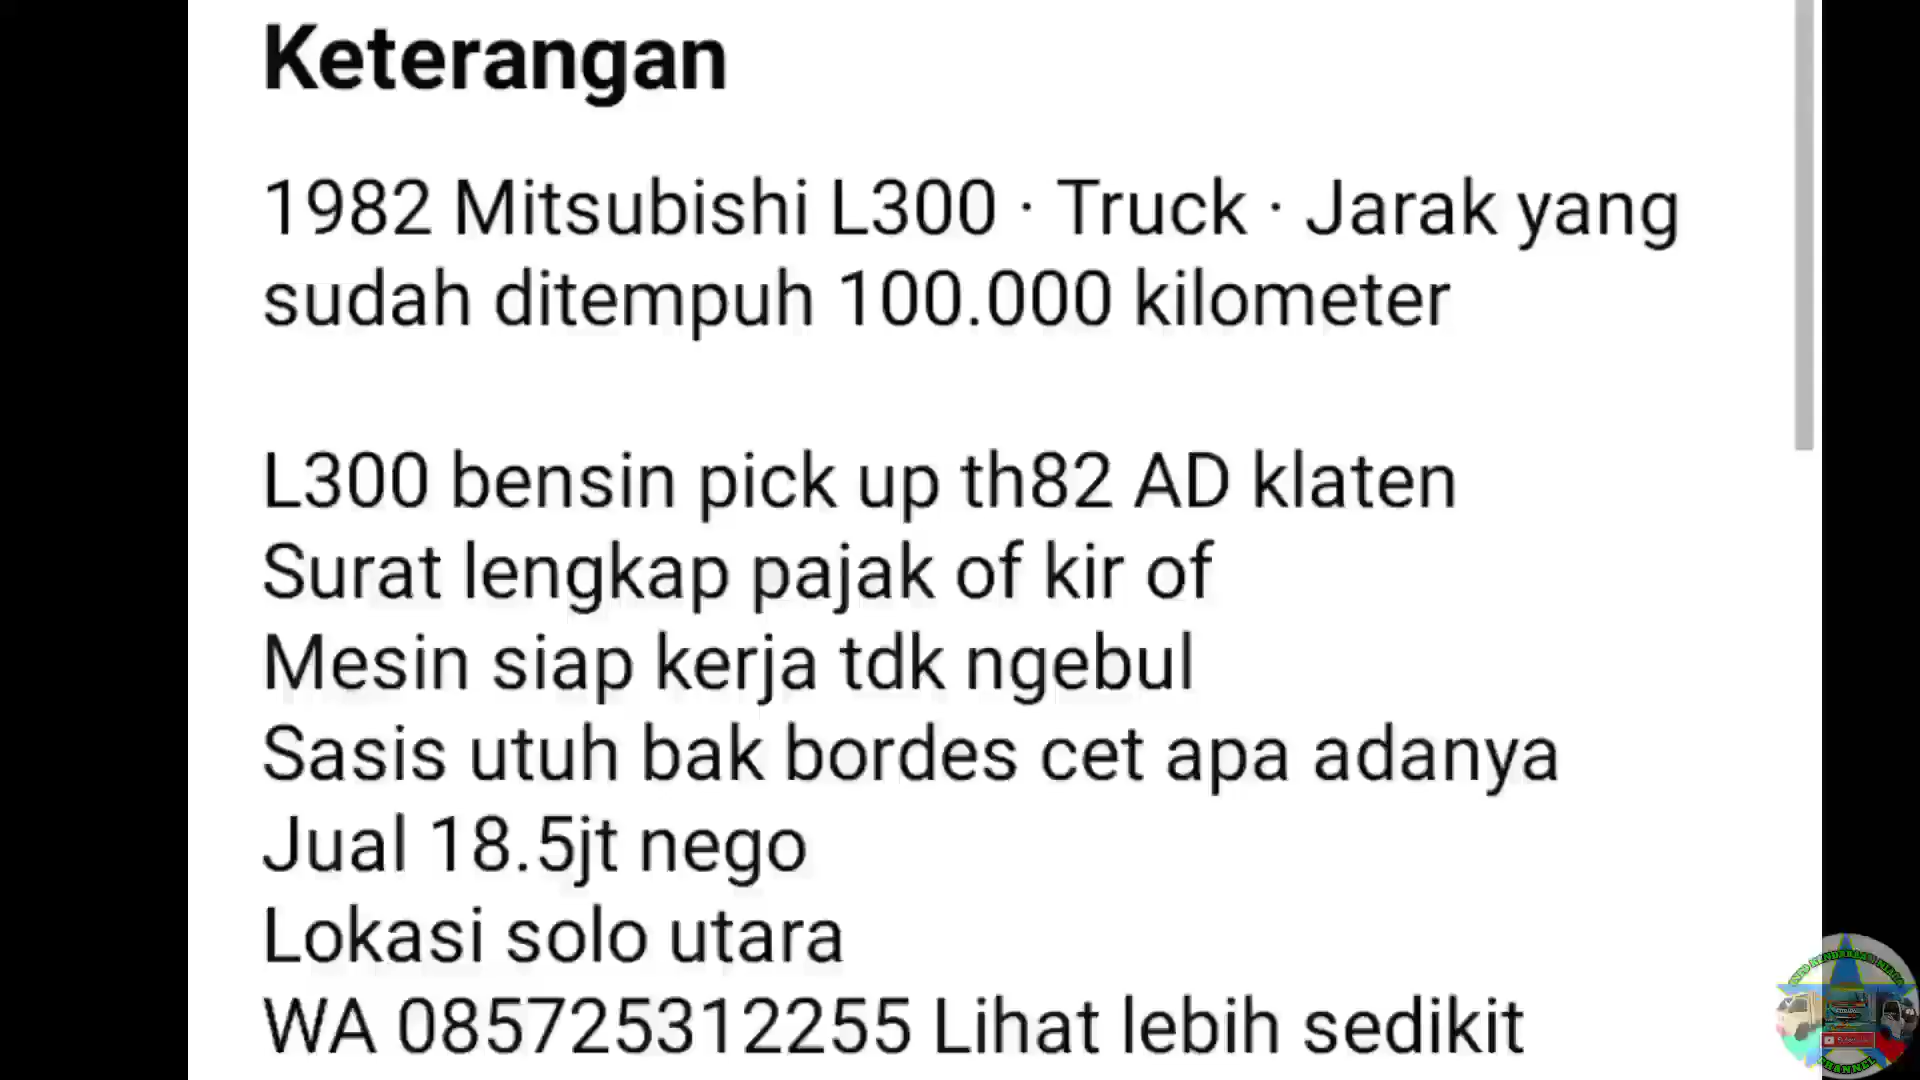 Keterangan
1982 Mitsubishi L300 · Truck · Jarak yang
sudah ditempuh 100.000 kilometer
L300 bensin pick up th82 AD klaten
Surat lengkap pajak of kir of
Mesin siap kerja tdk ngebul
Sasis utuh bak bordes cet apa adanya
Jual 18.5jt nego
Lokasi solo utara
WA 085725312255 Lihat lebih sedikit
CHANNEL